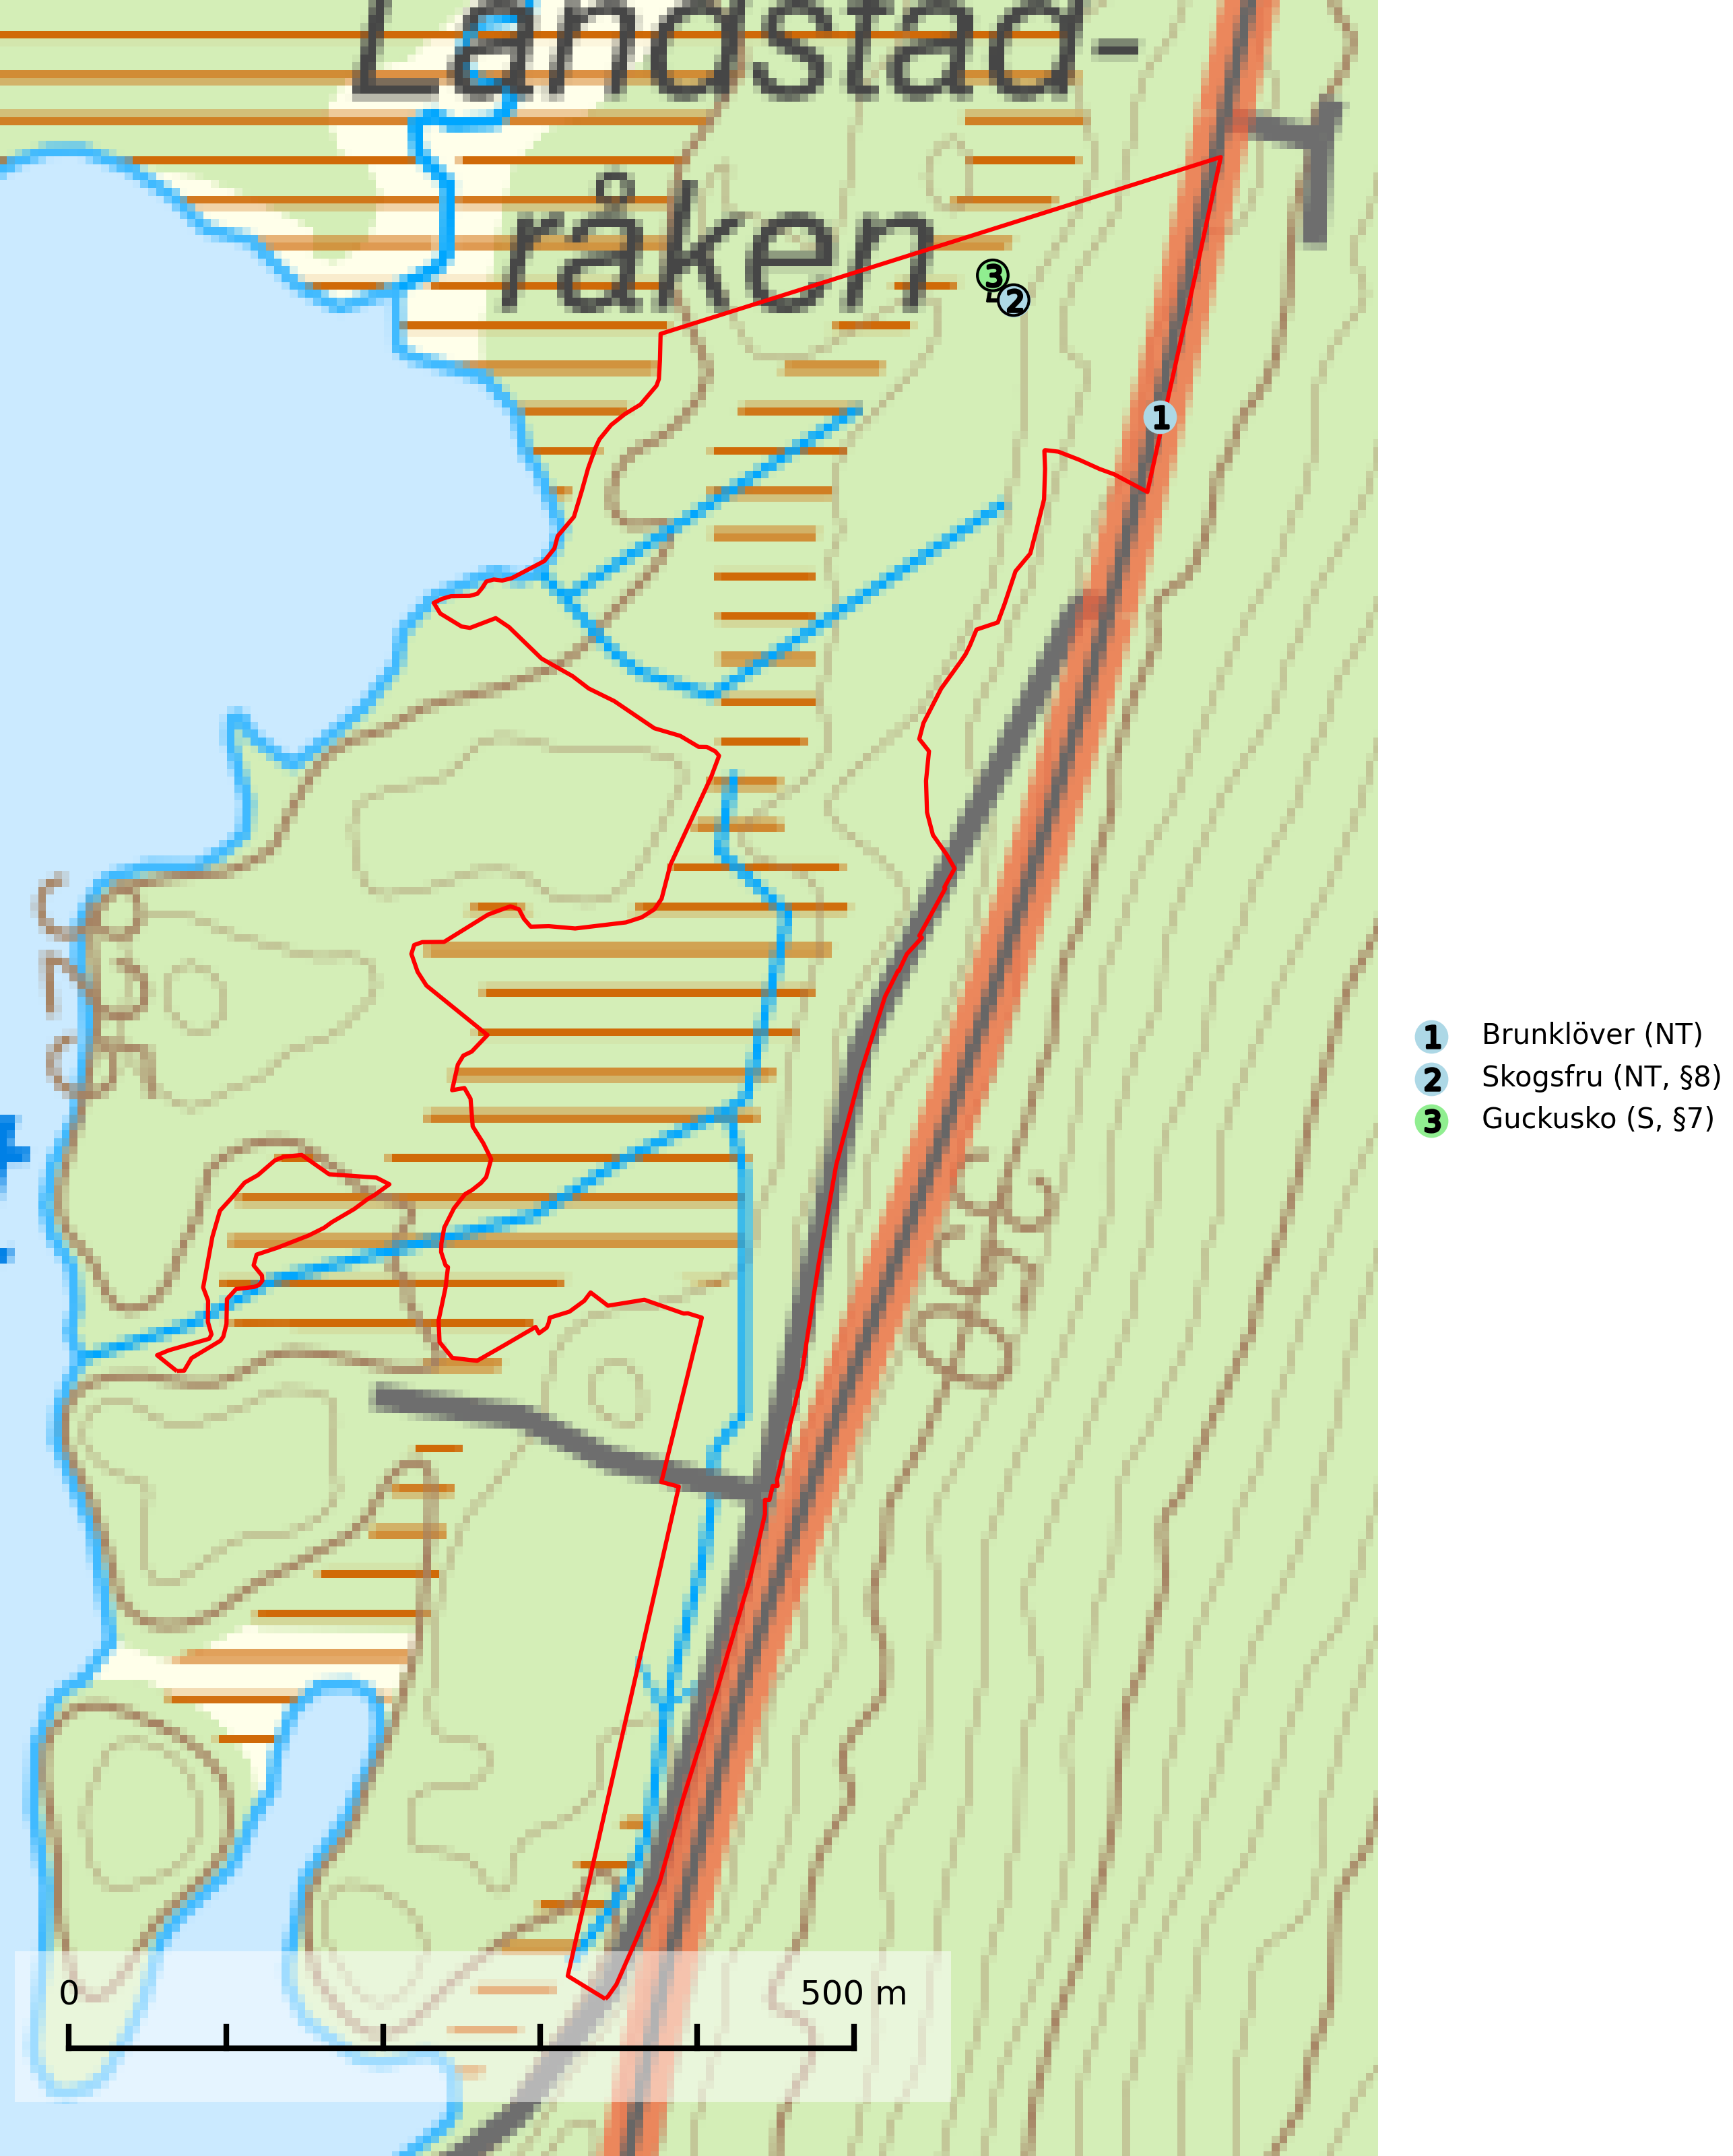 Landstad-
råken
3
2
1
1 Brunklöver (NT)
2 Skogsfru (NT, §8)
3 Guckusko (S, §7)
0 500 m